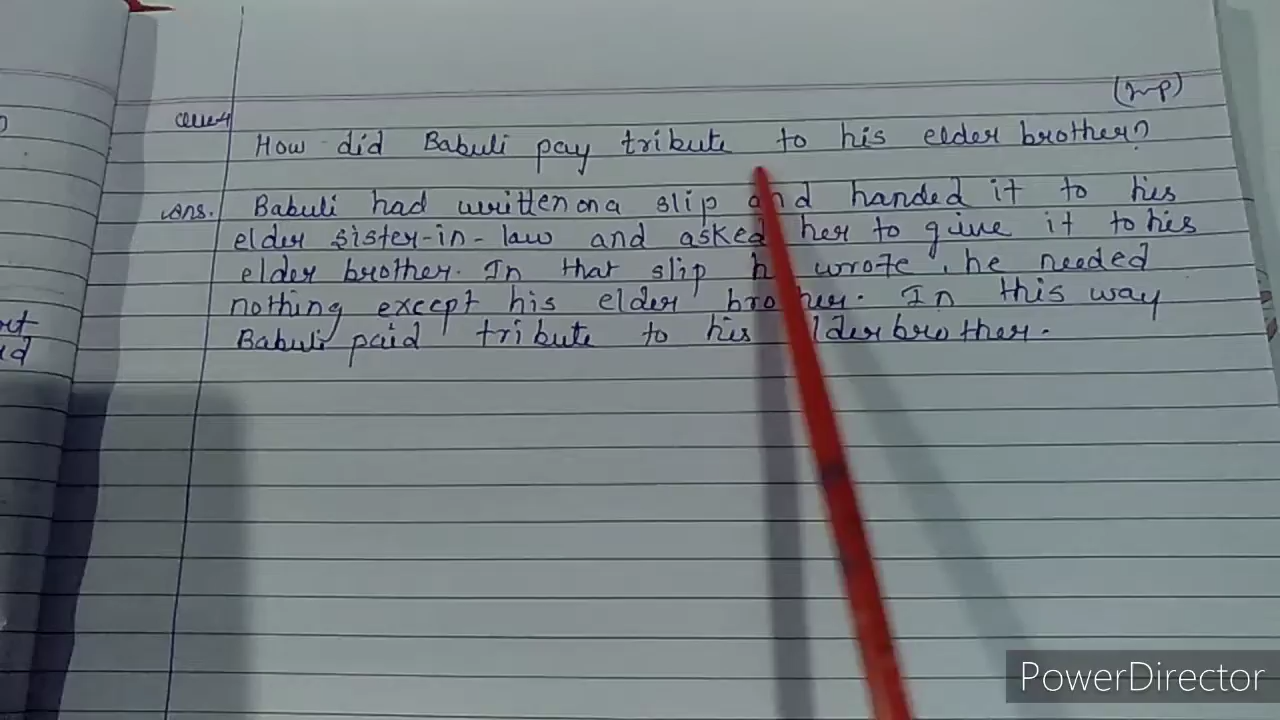 (Imp)
Ques
How did Babuli pay tribute to his elder brother?
Ans. Babuli had written on a slip and handed it to his
elder sister-in-law and asked her to give it to his
elder brother. In that slip he wrote, he needed
nothing except his elder brother. In this way
Babuli paid tribute to his elder brother.
PowerDirector